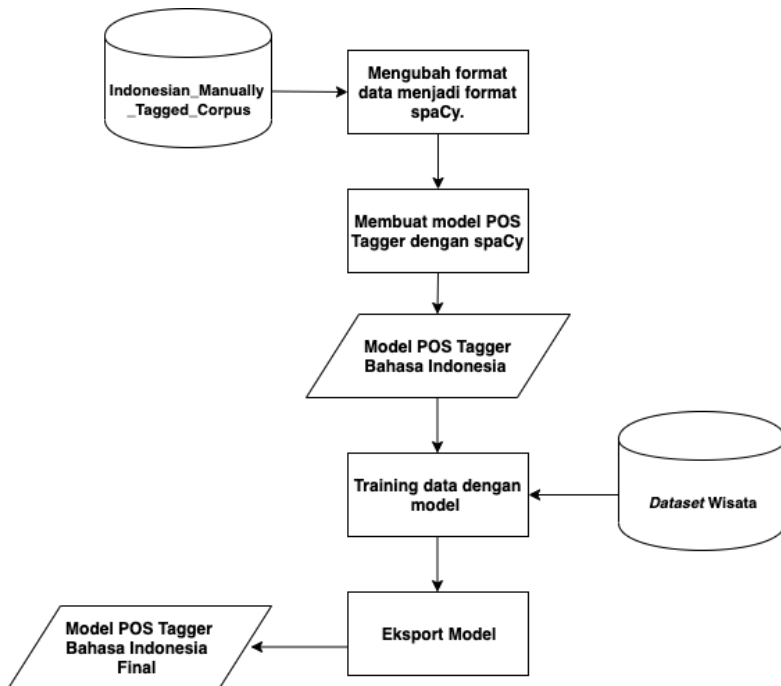 Indonesian_Manually
_Tagged_Corpus
Mengubah format
data menjadi format
spaCy.
Membuat model POS
Tagger dengan spaCy
Model POS Tagger
Bahasa Indonesia
Training data dengan
model
Dataset Wisata
Eksport Model
Model POS Tagger
Bahasa Indonesia
Final